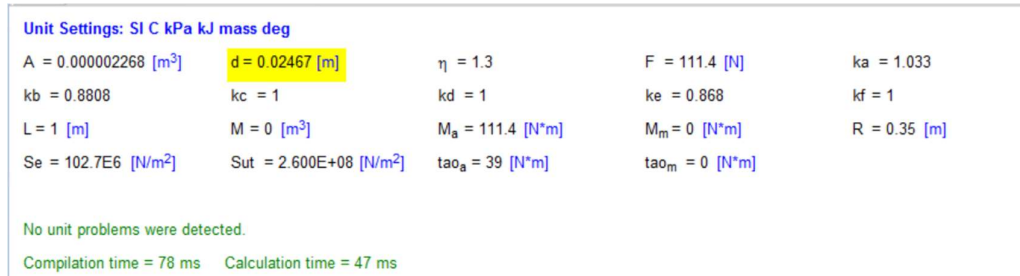 Unit Settings: SI C kPa kJ mass deg
A = 0.000002268 [m³] d = 0.02467 [m] η = 1.3 F = 111.4 [N] ka = 1.033
kb = 0.8808 kc = 1 kd = 1 ke = 0.868 kf = 1
L = 1 [m] M = 0 [m³] Mₐ = 111.4 [N*m] Mₘ = 0 [N*m] R = 0.35 [m]
Se = 102.7E6 [N/m²] Sut = 2.600E+08 [N/m²] taoₐ = 39 [N*m] taoₘ = 0 [N*m]
No unit problems were detected.
Compilation time = 78 ms Calculation time = 47 ms